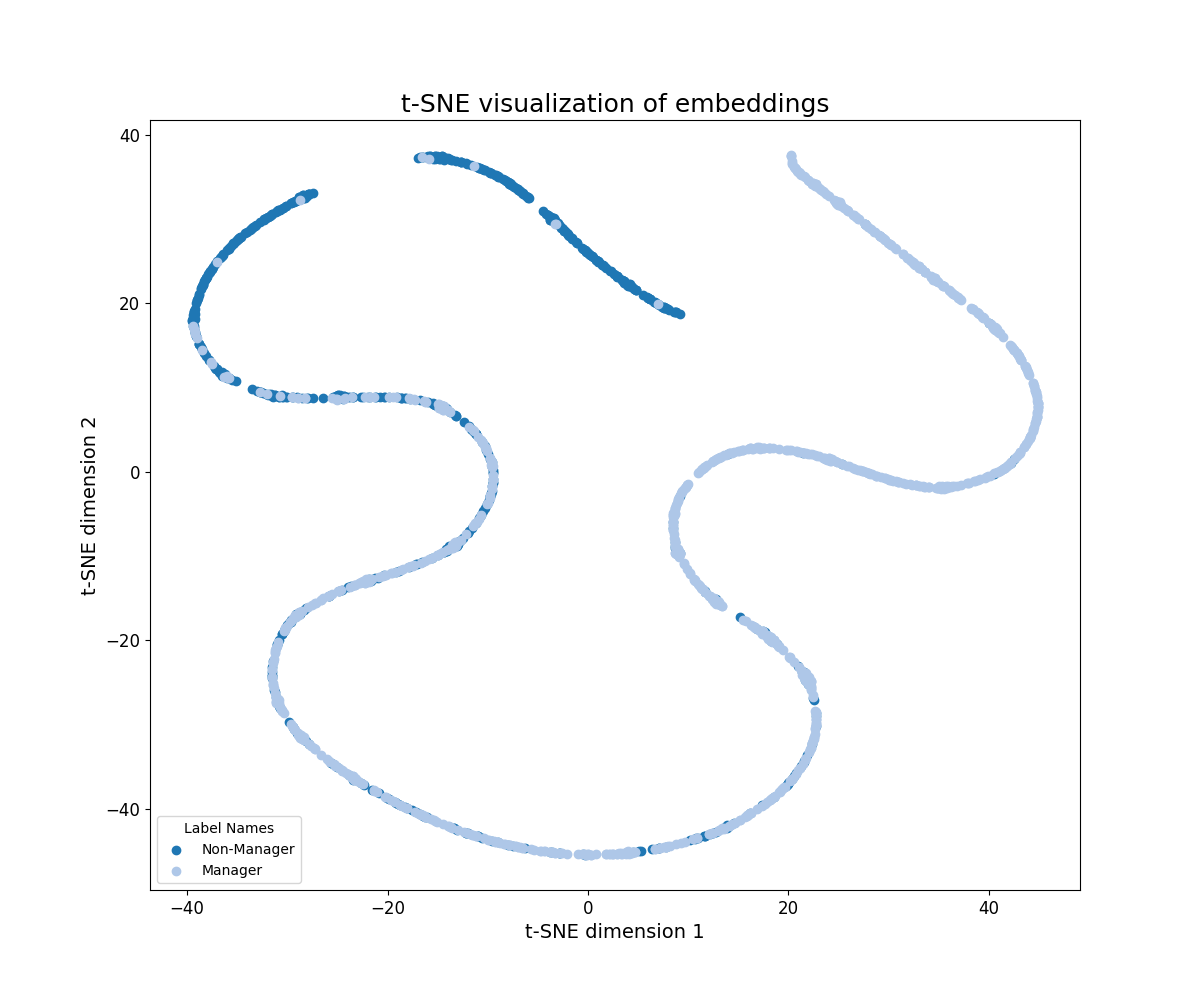 t-SNE visualization of embeddings
40
20
0
−20
−40
t-SNE dimension 2
Label Names
Non-Manager
Manager
−40
−20
0
20
40
t-SNE dimension 1